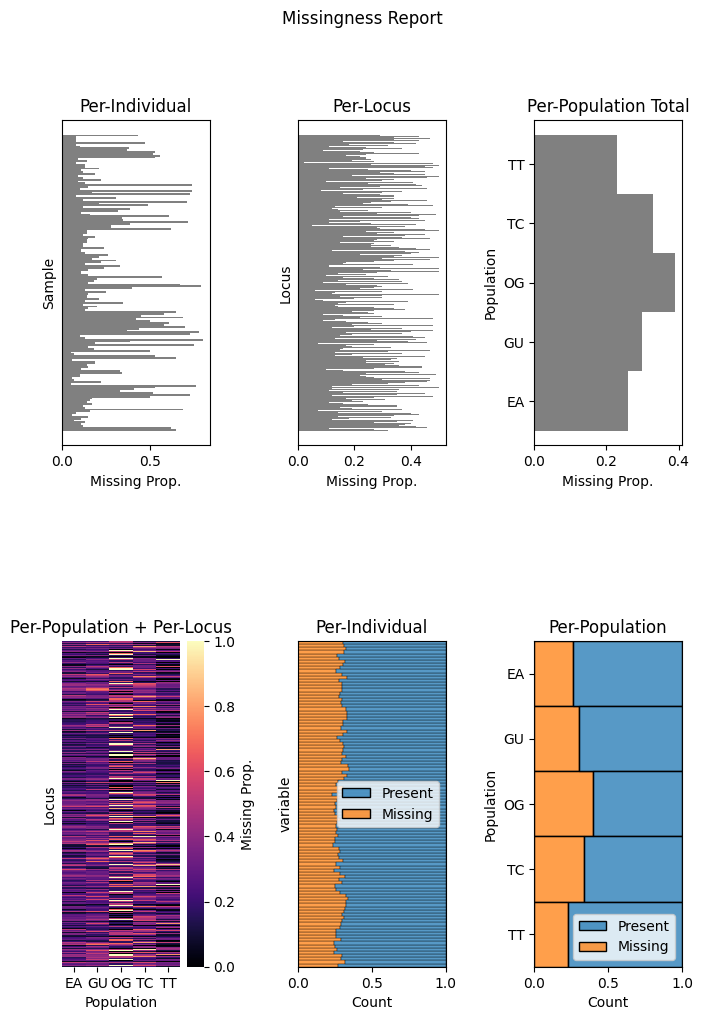 Missingness Report
Per-Individual
Sample
0.0 0.5
Missing Prop.
Per-Locus
Locus
0.0 0.2 0.4
Missing Prop.
Per-Population Total
Population
TT
TC
OG
GU
EA
0.0 0.2 0.4
Missing Prop.
Per-Population + Per-Locus
Locus
EA GU OG TC TT
Population
1.0
0.8
0.6
0.4
0.2
0.0
Missing Prop.
Per-Individual
variable
Present
Missing
0.0 0.5 1.0
Count
Per-Population
Population
EA
GU
OG
TC
TT
Present
Missing
0.0 0.5 1.0
Count